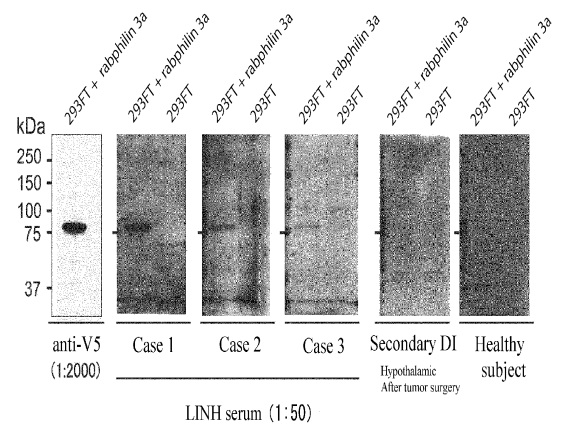 293FT + rabphilin 3a
293FT + rabphilin 3a
293FT
293FT + rabphilin 3a
293FT
293FT + rabphilin 3a
293FT
293FT + rabphilin 3a
293FT
293FT + rabphilin 3a
293FT
kDa
250
150
100
75
37
anti-V5
(1:2000)
Case 1
Case 2
Case 3
Secondary DI
Hypothalamic
After tumor surgery
Healthy
subject
LINH serum (1:50)